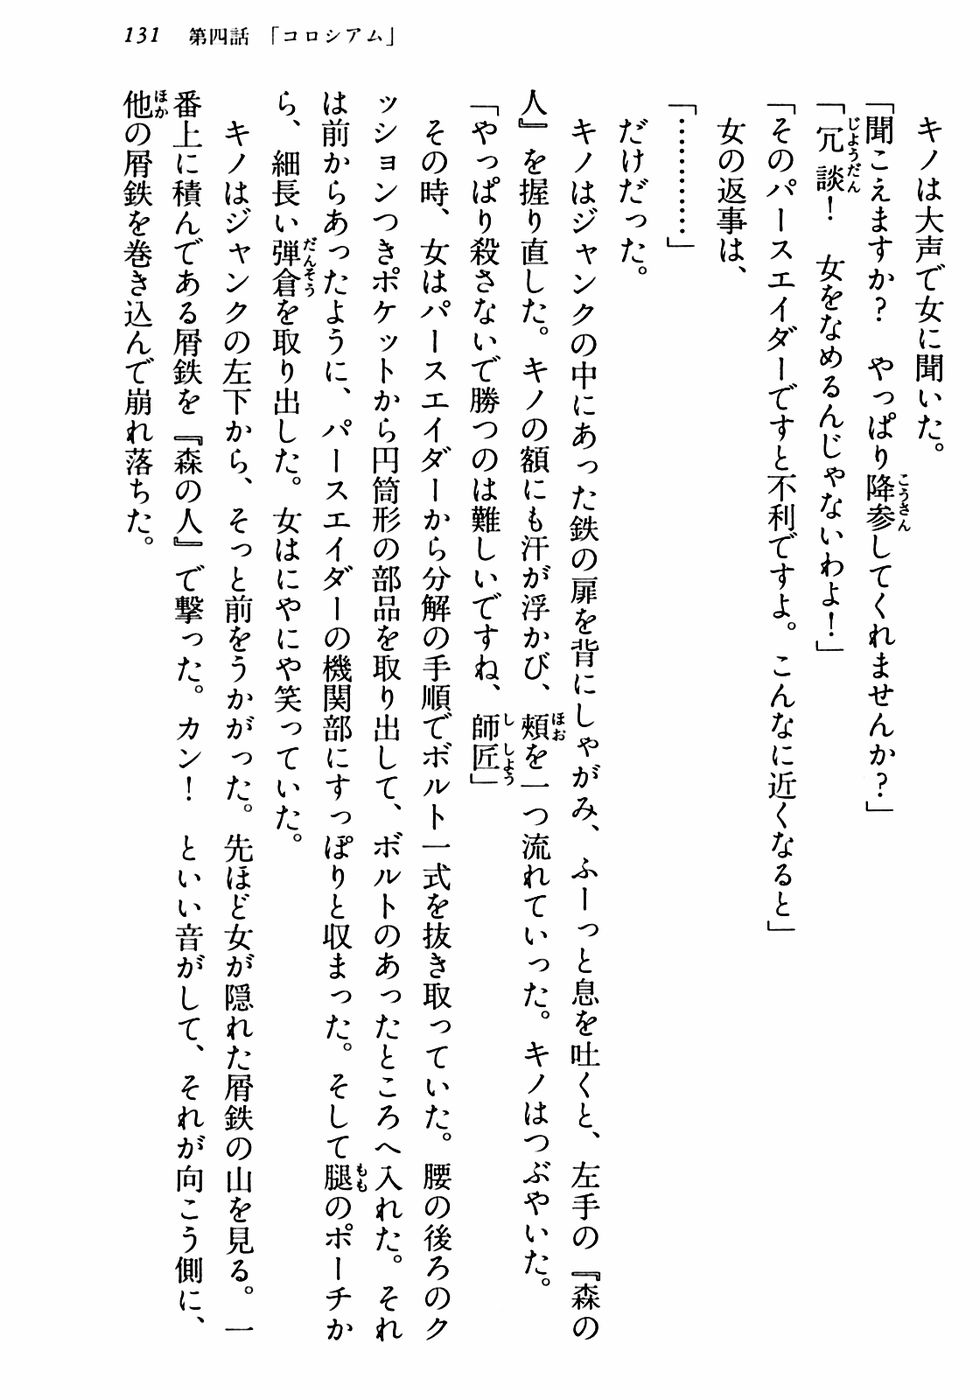 131　第四話　「コロシアム」
　キノは大声で女に聞いた。
「聞こえますか？　やっぱり降参してくれませんか？」
「冗談！　女をなめるんじゃないわよ！」
「そのパースエイダーですと不利ですよ。こんなに近くなると」
　女の返事は、
「…………」
　だけだった。
　キノはジャンクの中にあった鉄の扉を背にしゃがみ、ふーっと息を吐くと、左手の『森の
人』を握り直した。キノの額にも汗が浮かび、頰を一つ流れていった。キノはつぶやいた。
「やっぱり殺さないで勝つのは難しいですね、師匠」
　その時、女はパースエイダーから分解の手順でボルト一式を抜き取っていた。腰の後ろのク
ッションつきポケットから円筒形の部品を取り出して、ボルトのあったところへ入れた。それ
は前からあったように、パースエイダーの機関部にすっぽりと収まった。そして腿のポーチか
ら、細長い弾倉を取り出した。女はにやにや笑っていた。
　キノはジャンクの左下から、そっと前をうかがった。先ほど女が隠れた屑鉄の山を見る。一
番上に積んである屑鉄を『森の人』で撃った。カン！　といい音がして、それが向こう側に、
他の屑鉄を巻き込んで崩れ落ちた。